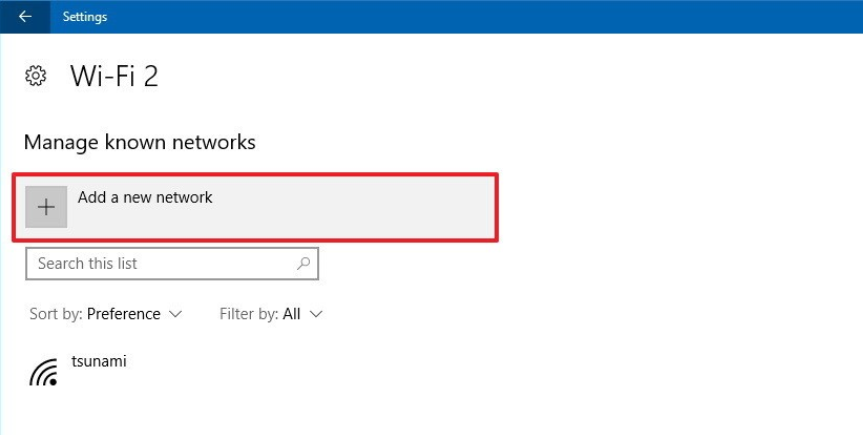 Settings
Wi-Fi 2
Manage known networks
Add a new network
Search this list
Sort by: Preference Filter by: All
tsunami